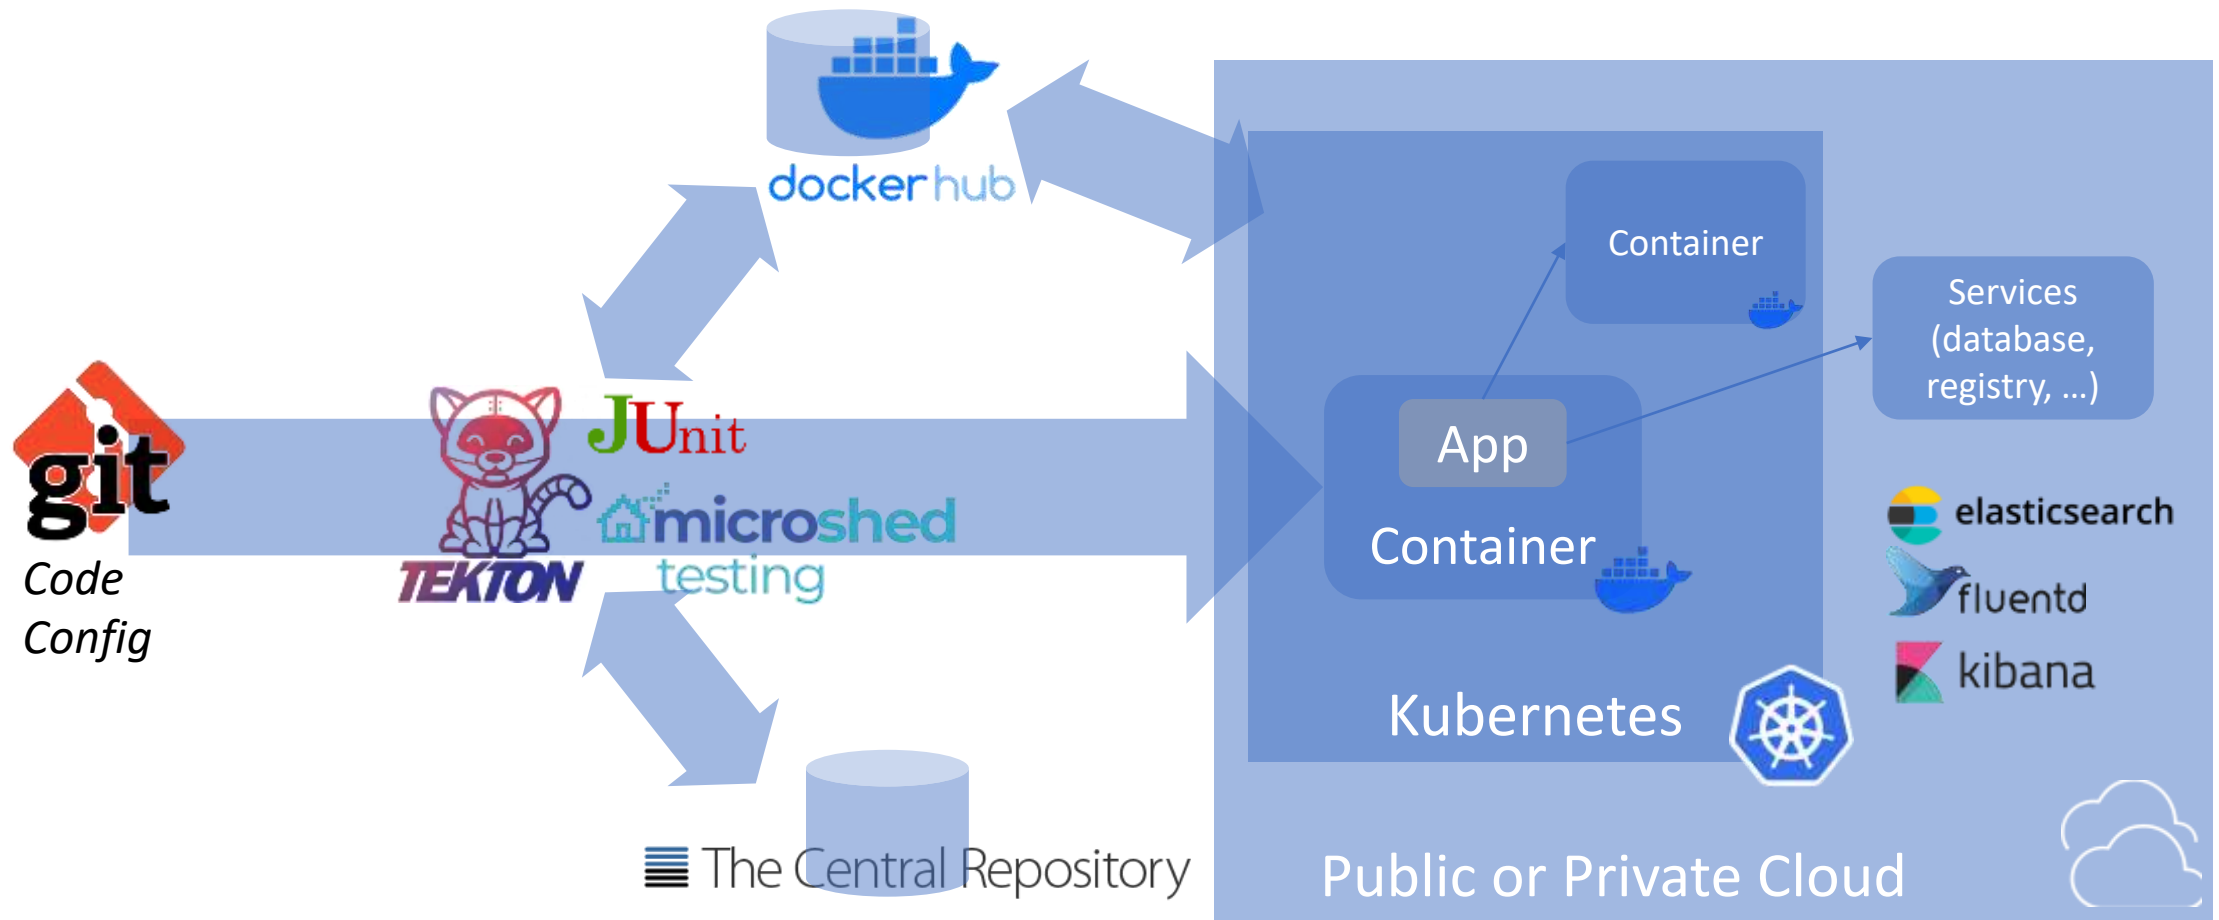 docker hub
Container
Services
(database,
registry, ...)
git
Code
Config
JUnit
microshed
testing
TEKTON
App
Container
elasticsearch
fluentd
kibana
Kubernetes
The Central Repository
Public or Private Cloud